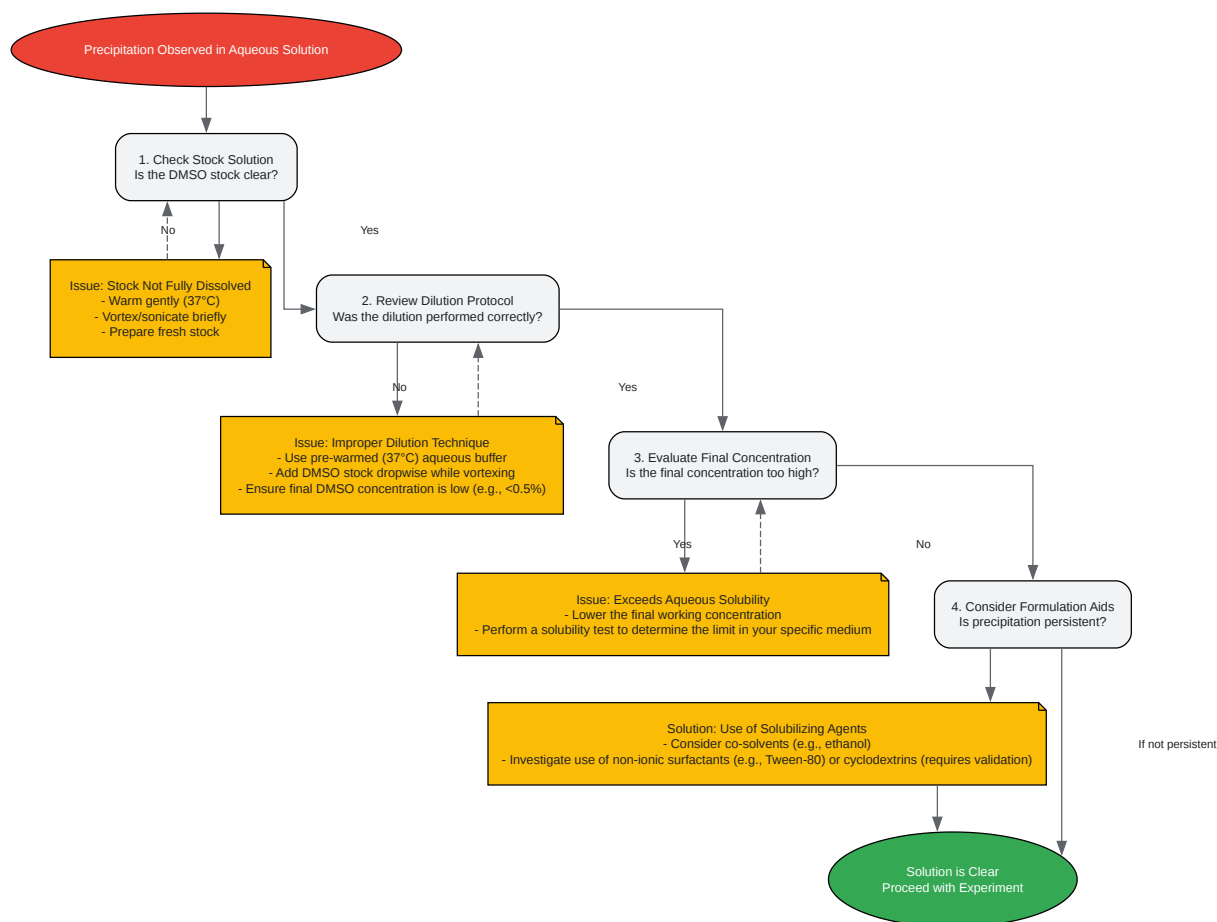 Precipitation Observed in Aqueous Solution
1. Check Stock Solution
Is the DMSO stock clear?
No
Yes
Issue: Stock Not Fully Dissolved
- Warm gently (37°C)
- Vortex/sonicate briefly
- Prepare fresh stock
2. Review Dilution Protocol
Was the dilution performed correctly?
No
Yes
Issue: Improper Dilution Technique
- Use pre-warmed (37°C) aqueous buffer
- Add DMSO stock dropwise while vortexing
- Ensure final DMSO concentration is low (e.g., <0.5%)
3. Evaluate Final Concentration
Is the final concentration too high?
Yes
No
Issue: Exceeds Aqueous Solubility
- Lower the final working concentration
- Perform a solubility test to determine the limit in your specific medium
4. Consider Formulation Aids
Is precipitation persistent?
Solution: Use of Solubilizing Agents
- Consider co-solvents (e.g., ethanol)
- Investigate use of non-ionic surfactants (e.g., Tween-80) or cyclodextrins (requires validation)
If not persistent
Solution is Clear
Proceed with Experiment